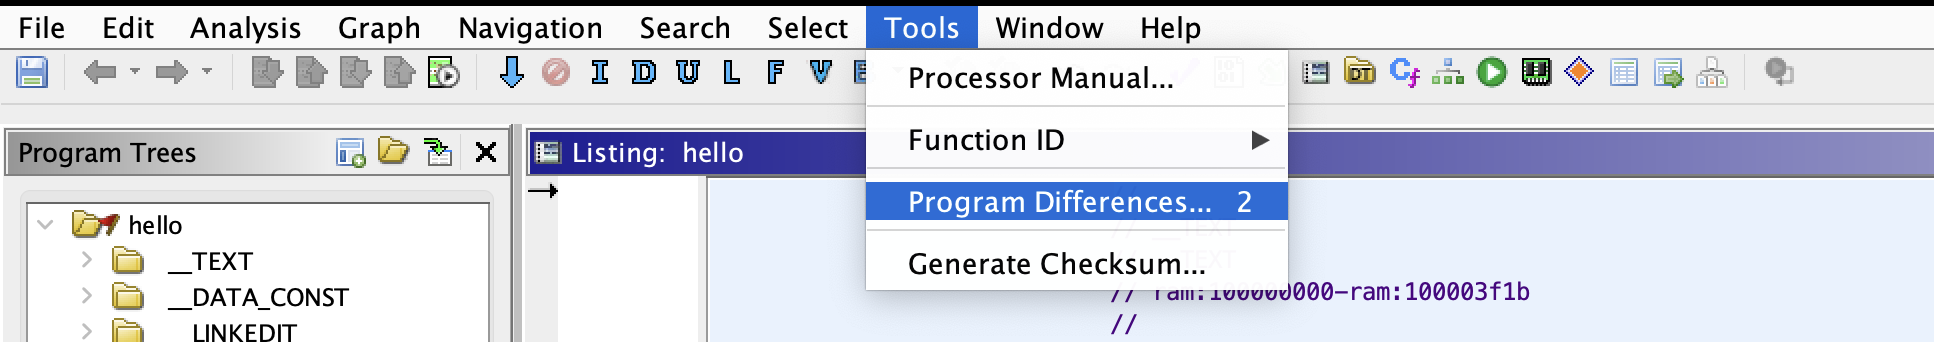 File Edit Analysis Graph Navigation Search Select Tools Window Help
I D U L F V
Processor Manual...
Function ID
Program Differences... 2
Generate Checksum...
Program Trees
Listing: hello
hello
__TEXT
__DATA_CONST
__LINKEDIT
// __TEXT
// ram:100000000-ram:100003f1b
//